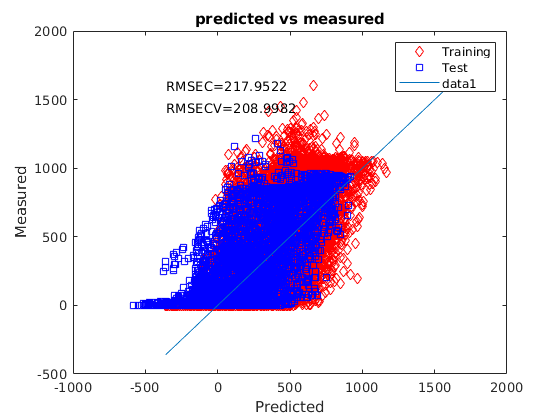 predicted vs measured
2000
1500
1000
500
0
-500
Measured
RMSEC=217.9522
RMSECV=208.9982
Training
Test
data1
-1000
-500
0
500
1000
1500
2000
Predicted